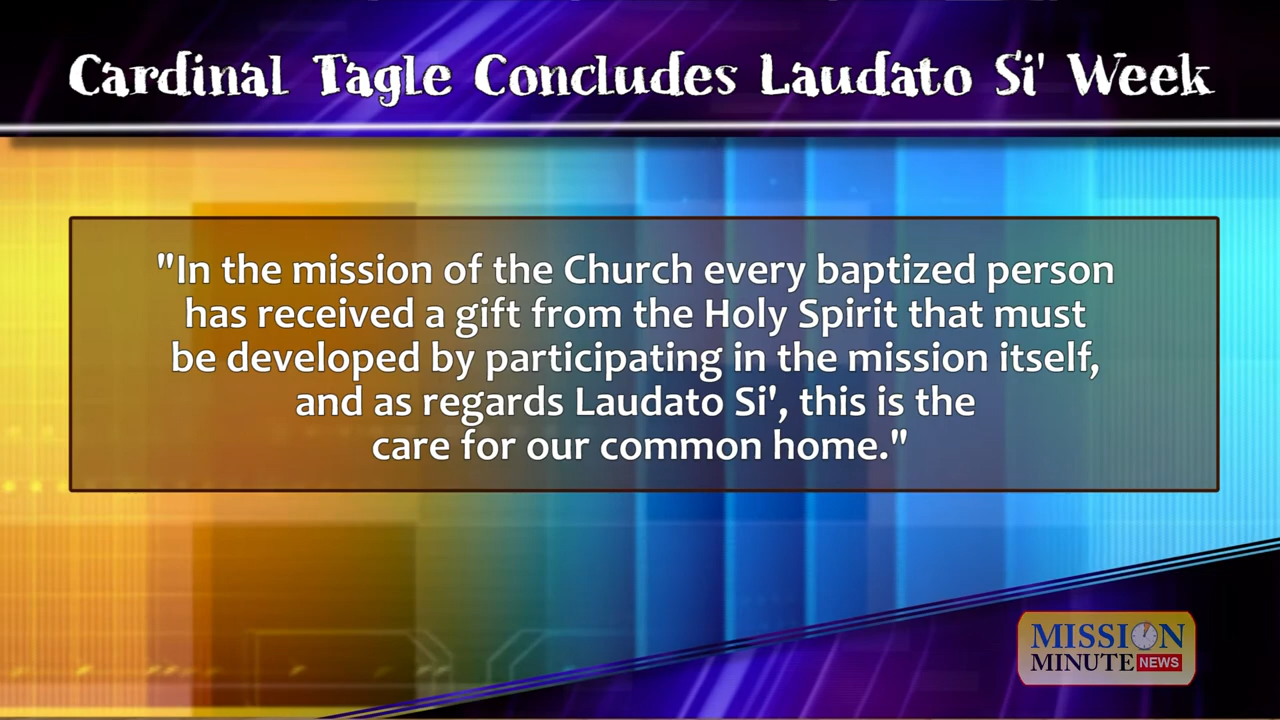 Cardinal Tagle Concludes Laudato Si' Week
"In the mission of the Church every baptized person
has received a gift from the Holy Spirit that must
be developed by participating in the mission itself,
and as regards Laudato Si', this is the
care for our common home."
MISSION
MINUTE NEWS